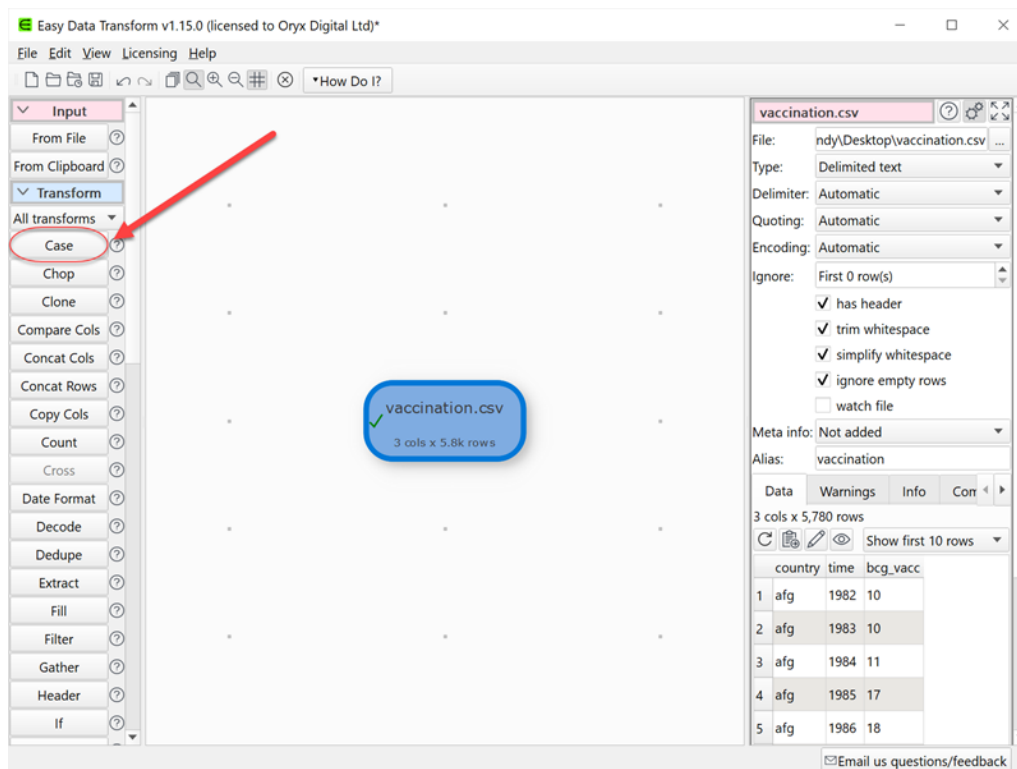 Easy Data Transform v1.15.0 (licensed to Oryx Digital Ltd)*
File Edit View Licensing Help
How Do I?
Input
From File
From Clipboard
Transform
All transforms
Case
Chop
Clone
Compare Cols
Concat Cols
Concat Rows
Copy Cols
Count
Cross
Date Format
Decode
Dedupe
Extract
Fill
Filter
Gather
Header
If
vaccination.csv
3 cols x 5.8k rows
vaccination.csv
File: ndy\Desktop\vaccination.csv ...
Type: Delimited text
Delimiter: Automatic
Quoting: Automatic
Encoding: Automatic
Ignore: First 0 row(s)
has header
trim whitespace
simplify whitespace
ignore empty rows
watch file
Meta info: Not added
Alias: vaccination
Data Warnings Info
3 cols x 5,780 rows
Show first 10 rows
country time bcg_vacc
1 afg 1982 10
2 afg 1983 10
3 afg 1984 11
4 afg 1985 17
5 afg 1986 18
Email us questions/feedback